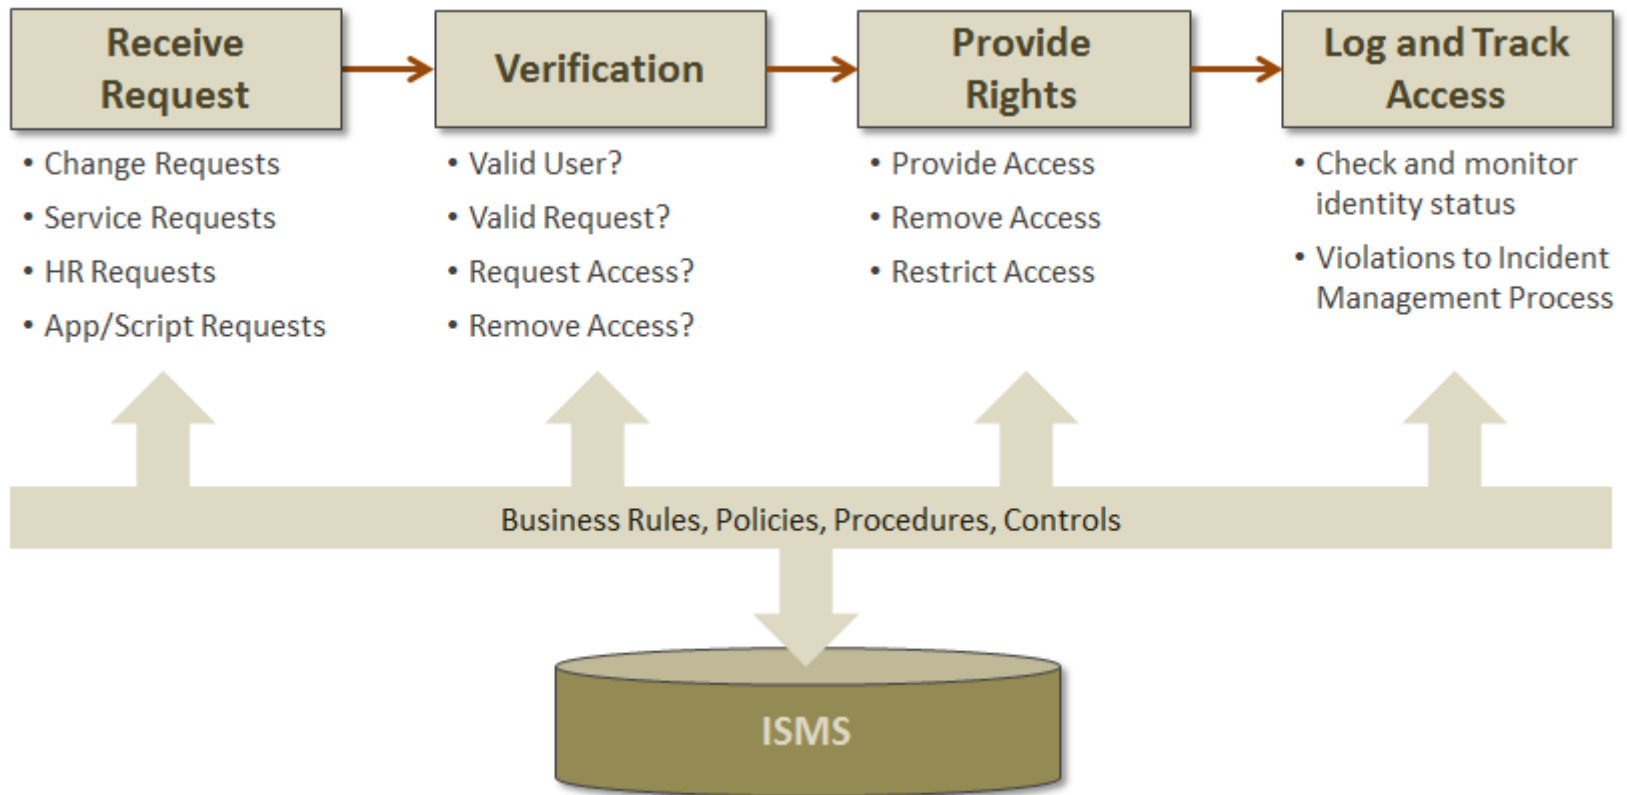 Receive
Request
Verification
Provide
Rights
Log and Track
Access
• Change Requests
• Service Requests
• HR Requests
• App/Script Requests
• Valid User?
• Valid Request?
• Request Access?
• Remove Access?
• Provide Access
• Remove Access
• Restrict Access
• Check and monitor
identity status
• Violations to Incident
Management Process
Business Rules, Policies, Procedures, Controls
ISMS